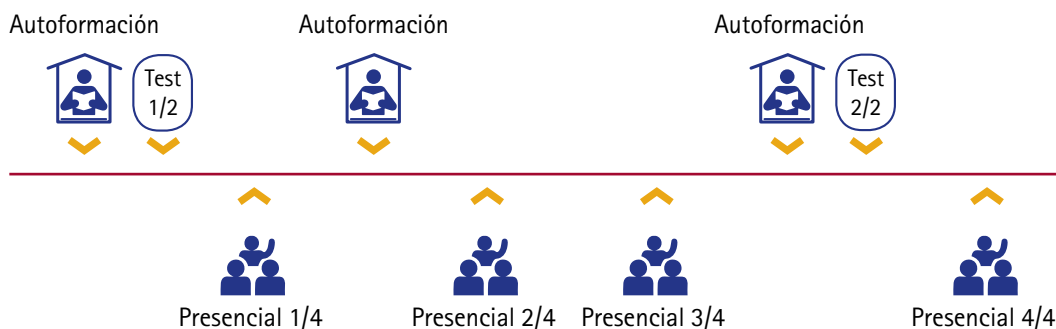 Autoformación
Autoformación
Autoformación
Test
1/2
Test
2/2
Presencial 1/4
Presencial 2/4
Presencial 3/4
Presencial 4/4